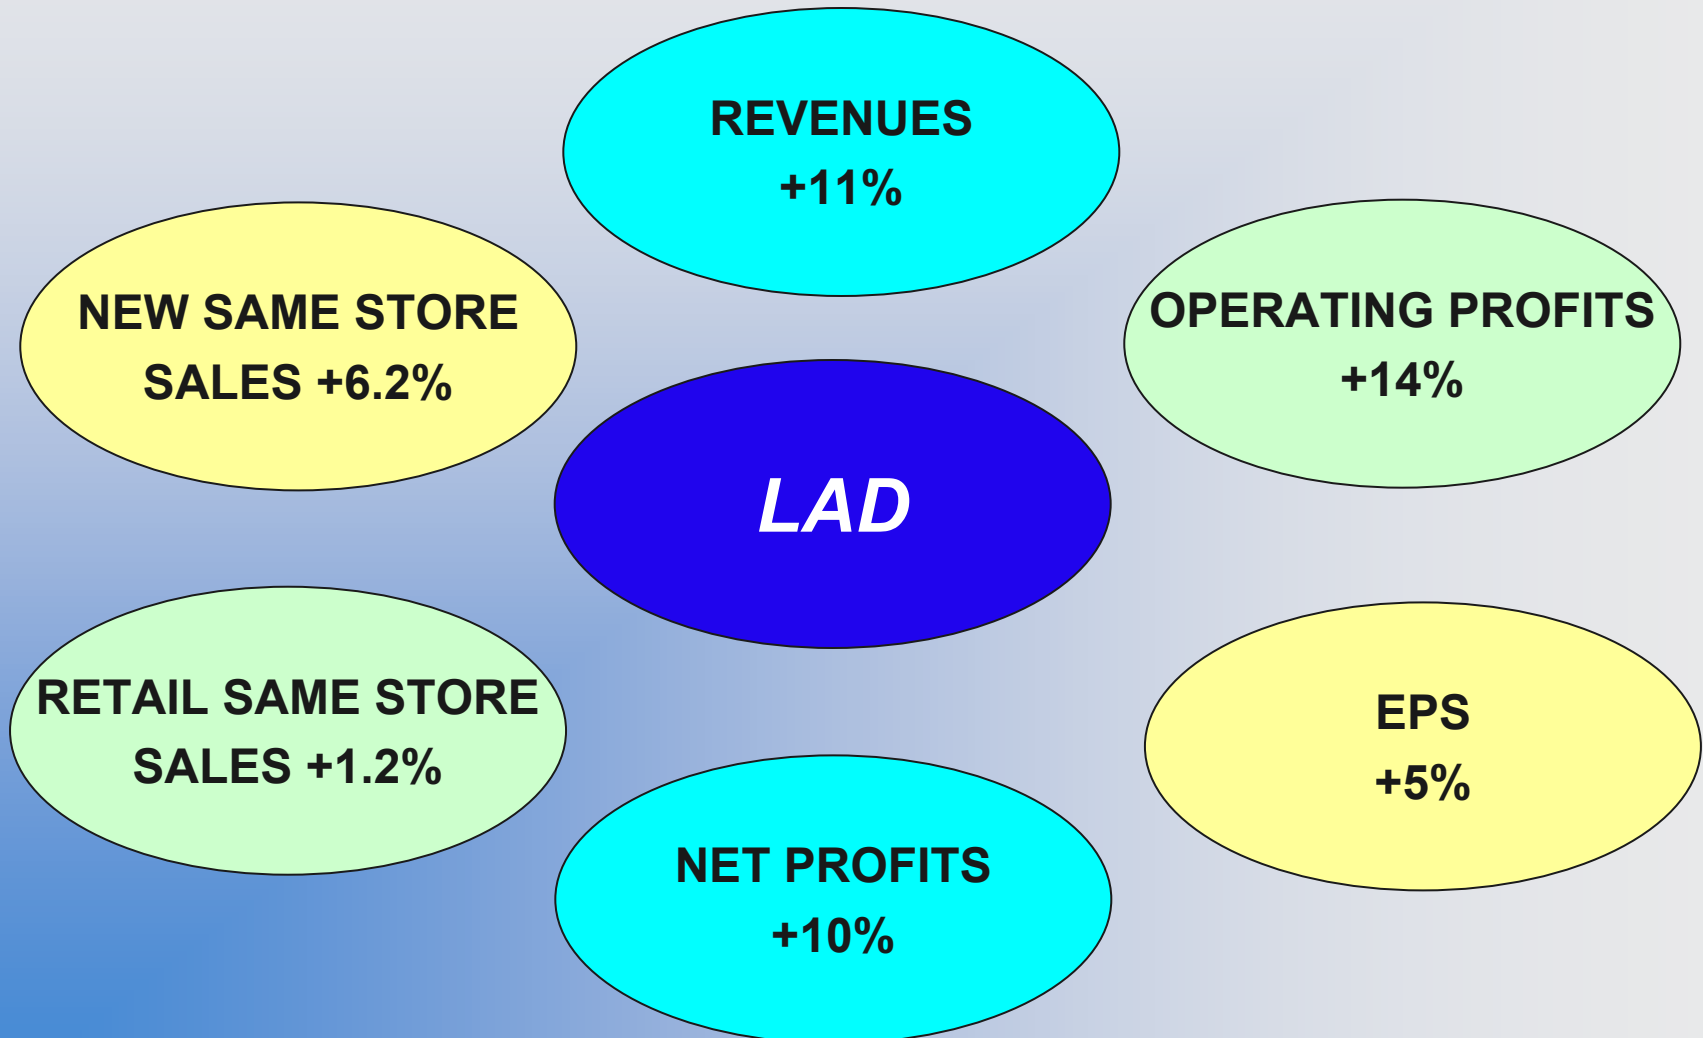 REVENUES
+11%
NEW SAME STORE
SALES +6.2%
OPERATING PROFITS
+14%
LAD
RETAIL SAME STORE
SALES +1.2%
EPS
+5%
NET PROFITS
+10%